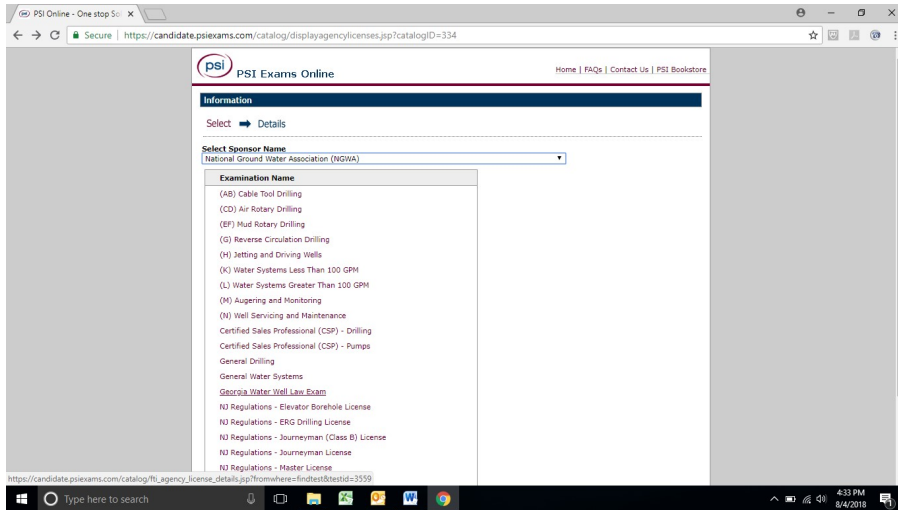 PSI Online - One stop So
Secure | https://candidate.psiexams.com/catalog/displayagencylicenses.jsp?catalogID=334
psi PSI Exams Online
Home | FAQs | Contact Us | PSI Bookstore
Information
Select Details
Select Sponsor Name
National Ground Water Association (NGWA)
Examination Name
(AB) Cable Tool Drilling
(CD) Air Rotary Drilling
(EF) Mud Rotary Drilling
(G) Reverse Circulation Drilling
(H) Jetting and Driving Wells
(K) Water Systems Less Than 100 GPM
(L) Water Systems Greater Than 100 GPM
(M) Augering and Monitoring
(N) Well Servicing and Maintenance
Certified Sales Professional (CSP) - Drilling
Certified Sales Professional (CSP) - Pumps
General Drilling
General Water Systems
Georgia Water Well Law Exam
NJ Regulations - Elevator Borehole License
NJ Regulations - ERG Drilling License
NJ Regulations - Journeyman (Class B) License
NJ Regulations - Journeyman License
NJ Regulations - Master License
https://candidate.psiexams.com/catalog/fti_agency_license_details.jsp?fromwhere=findtest&testid=3559
Type here to search
4:33 PM
8/4/2018